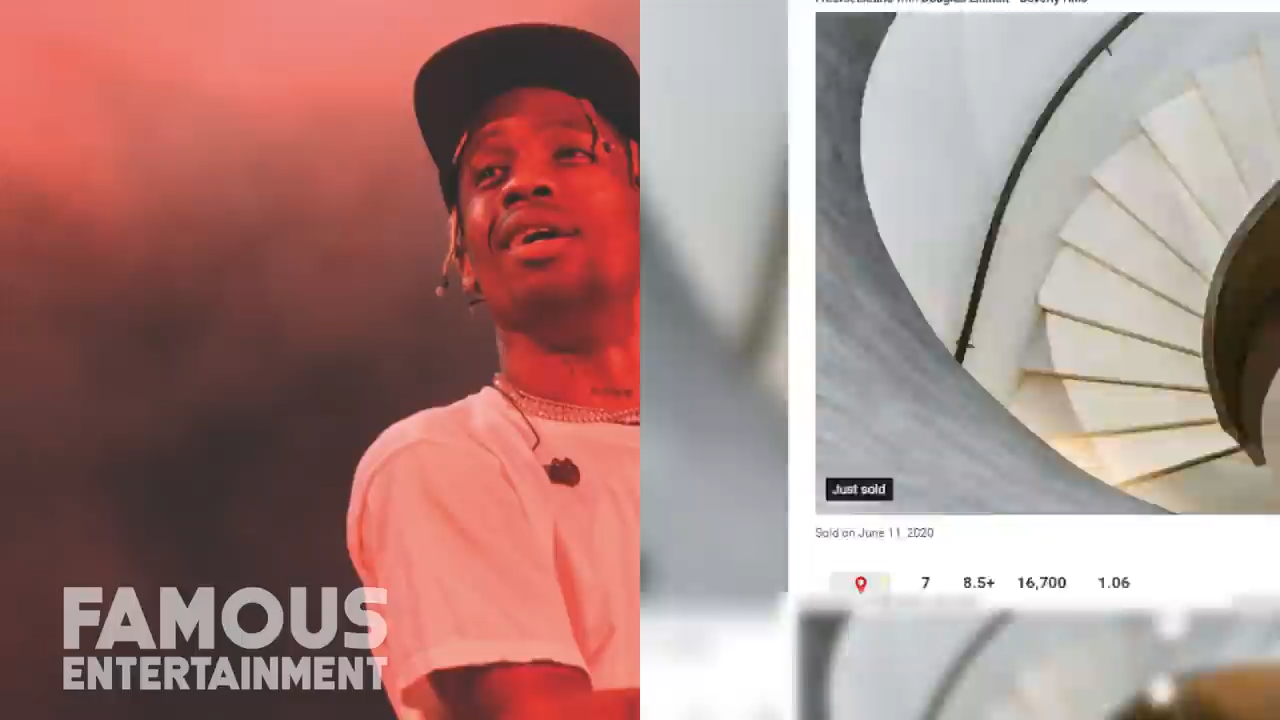 FAMOUS
ENTERTAINMENT
Just sold
Sold on June 11, 2020
7 8.5+ 16,700 1.06